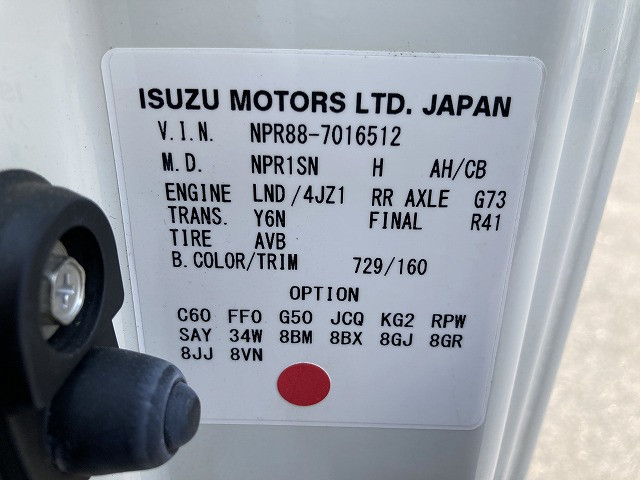 ISUZU MOTORS LTD. JAPAN
V.I.N. NPR88-7016512
M.D. NPR1SN H AH/CB
ENGINE LND/4JZ1 RR AXLE G73
TRANS. Y6N FINAL R41
TIRE AVB
B.COLOR/TRIM 729/160
OPTION
C60 FF0 G50 JCQ KG2 RPW
SAY 34W 8BM 8BX 8GJ 8GR
8JJ 8VN